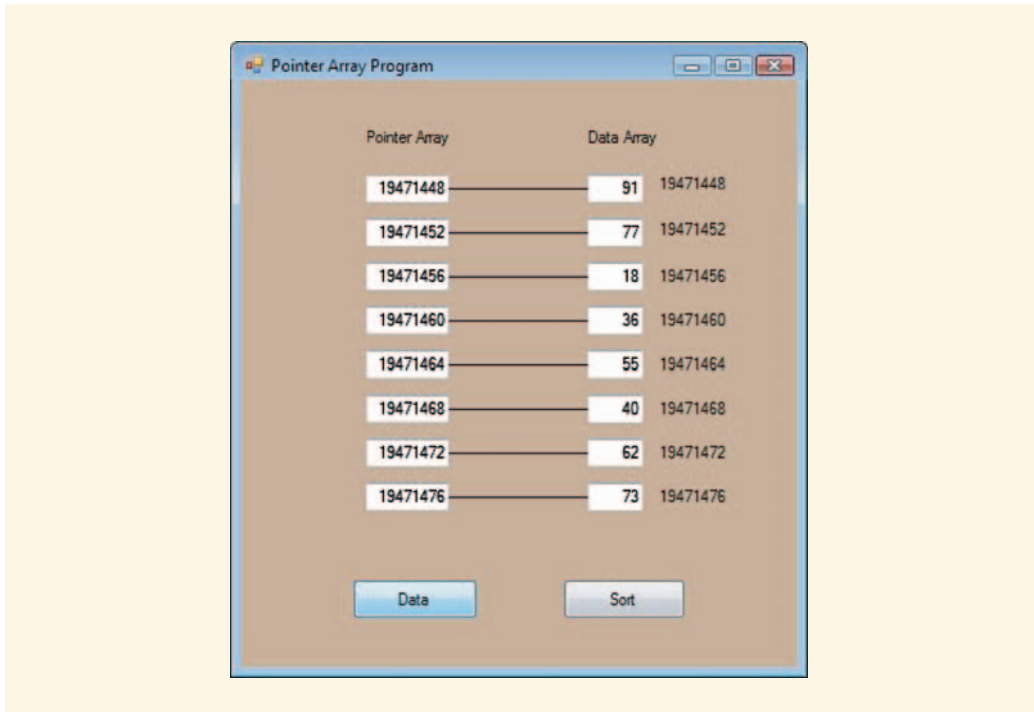 Pointer Array Program
Pointer Array Data Array
19471448 91 19471448
19471452 77 19471452
19471456 18 19471456
19471460 36 19471460
19471464 55 19471464
19471468 40 19471468
19471472 62 19471472
19471476 73 19471476
Data Sort